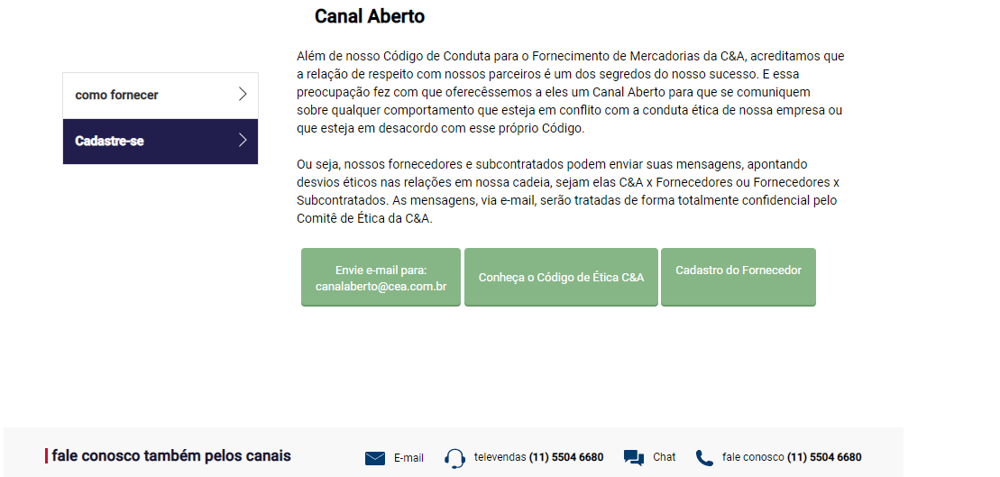 Canal Aberto
como fornecer
Cadastre-se
Além de nosso Código de Conduta para o Fornecimento de Mercadorias da C&A, acreditamos que
a relação de respeito com nossos parceiros é um dos segredos do nosso sucesso. E essa
preocupação fez com que oferecêssemos a eles um Canal Aberto para que se comuniquem
sobre qualquer comportamento que esteja em conflito com a conduta ética de nossa empresa ou
que esteja em desacordo com esse próprio Código.
Ou seja, nossos fornecedores e subcontratados podem enviar suas mensagens, apontando
desvios éticos nas relações em nossa cadeia, sejam elas C&A x Fornecedores ou Fornecedores x
Subcontratados. As mensagens, via e-mail, serão tratadas de forma totalmente confidencial pelo
Comitê de Ética da C&A.
Envie e-mail para:
canalaberto@cea.com.br
Conheça o Código de Ética C&A
Cadastro do Fornecedor
fale conosco também pelos canais
E-mail
televendas (11) 5504 6680
Chat
fale conosco (11) 5504 6680